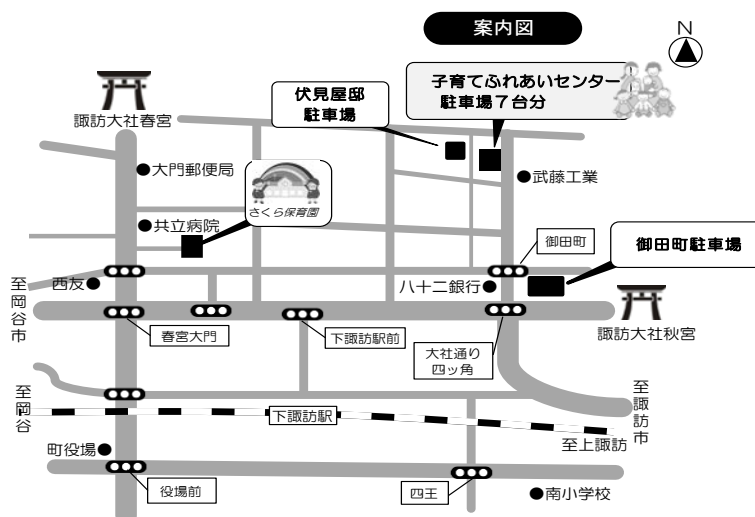 案内図
N
子育てふれあいセンター
駐車場７台分
伏見屋邸
駐車場
諏訪大社春宮
大門郵便局
武藤工業
さくら保育園
共立病院
御田町
御田町駐車場
西友
八十二銀行
至岡谷市
春宮大門
下諏訪駅前
大社通り
四ッ角
諏訪大社秋宮
至岡谷
至諏訪市
下諏訪駅
至上諏訪
町役場
役場前
四王
南小学校